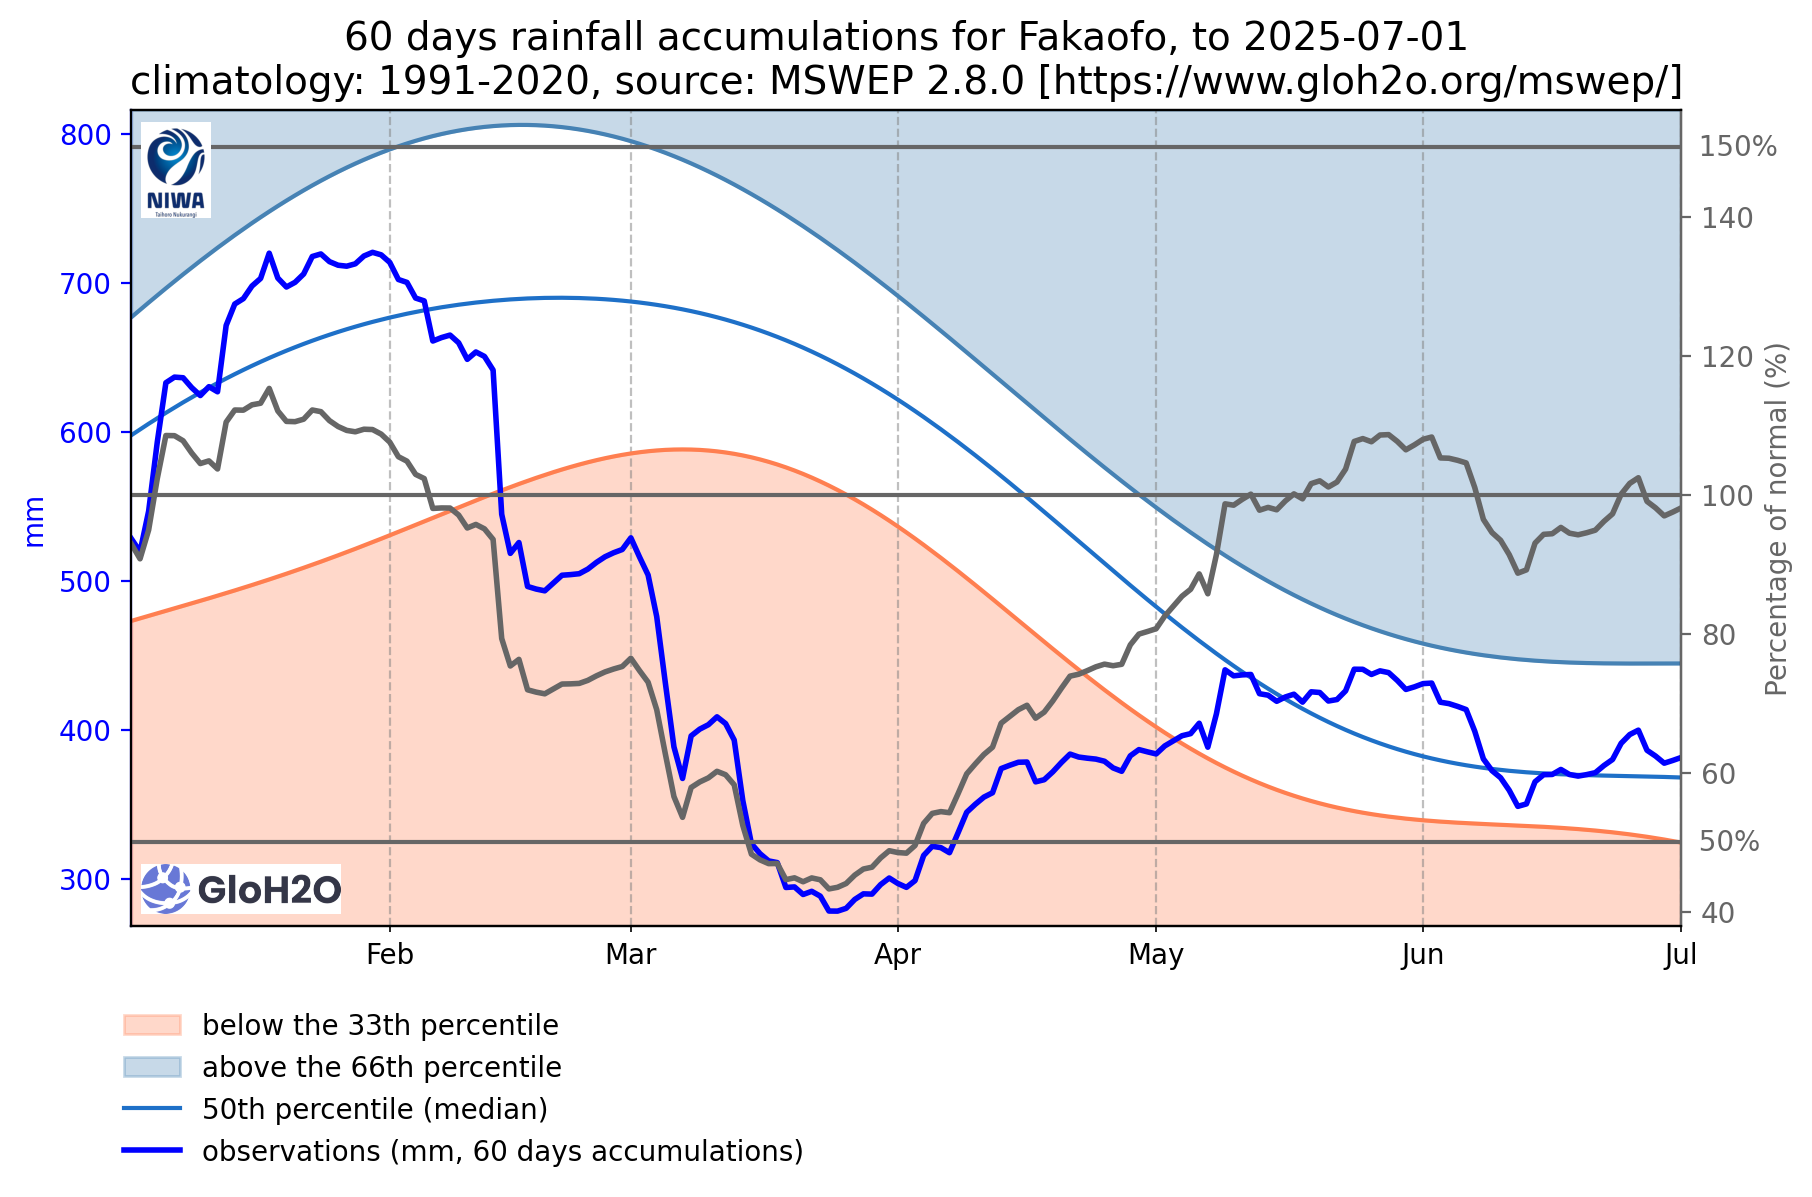 60 days rainfall accumulations for Fakaofo, to 2025-07-01
climatology: 1991-2020, source: MSWEP 2.8.0 [https://www.gloh2o.org/mswep/]
800
700
600
500
400
300
mm
NIWA
Taihoro Nukurangi
GloH2O
150%
140
120
100
80
60
50%
40
Percentage of normal (%)
Feb
Mar
Apr
May
Jun
Jul
below the 33th percentile
above the 66th percentile
50th percentile (median)
observations (mm, 60 days accumulations)